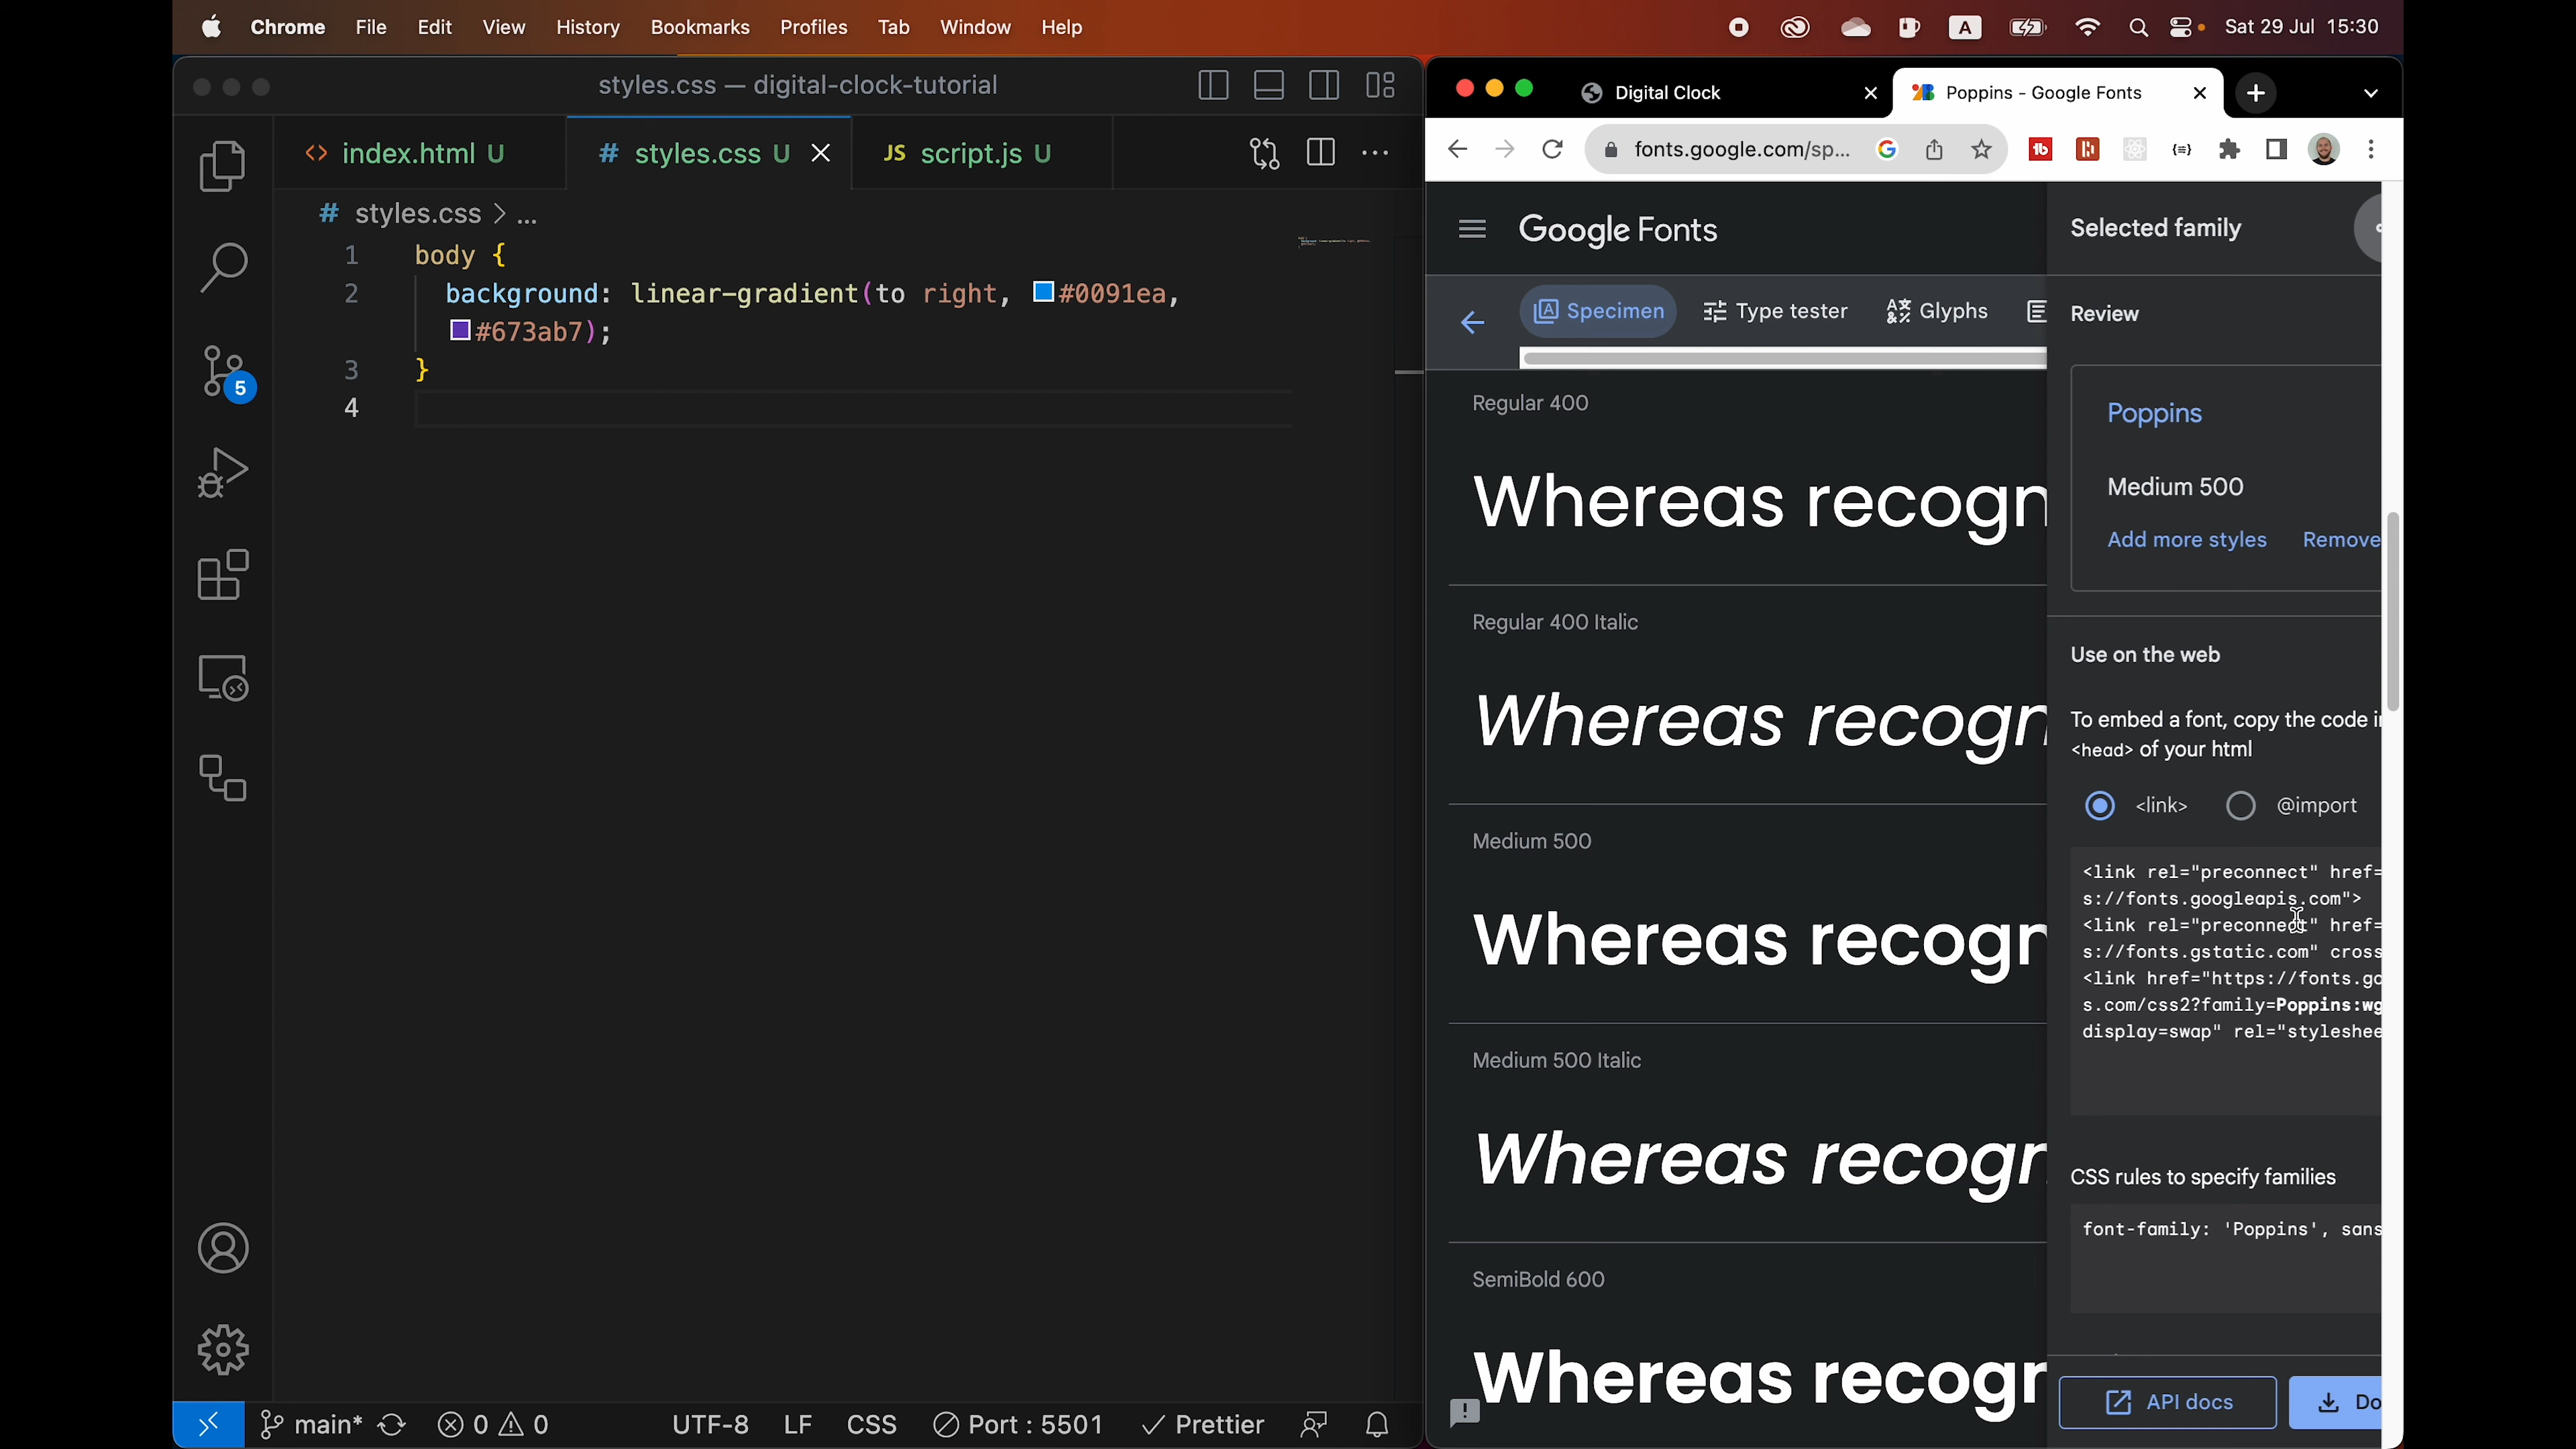 Chrome File Edit View History Bookmarks Profiles Tab Window Help
A Sat 29 Jul 15:30
styles.css — digital-clock-tutorial
<> index.html U
# styles.css U
JS script.js U
# styles.css > ...
1 body {
2 background: linear-gradient(to right, #0091ea,
#673ab7);
3 }
4
5
main* 0 0 UTF-8 LF CSS Port : 5501 Prettier
Digital Clock
Poppins - Google Fonts
fonts.google.com/sp...
Google Fonts
Specimen Type tester Glyphs
Regular 400
Whereas recogn
Regular 400 Italic
Whereas recogn
Medium 500
Whereas recogn
Medium 500 Italic
Whereas recogr
SemiBold 600
Whereas recogr
Selected family
Review
Poppins
Medium 500
Add more styles Remove
Use on the web
To embed a font, copy the code i
<head> of your html
<link> @import
<link rel="preconnect" href=
s://fonts.googleapis.com">
<link rel="preconnect" href=
s://fonts.gstatic.com" cross
<link href="https://fonts.go
s.com/css2?family=Poppins:wg
display=swap" rel="styleshee
CSS rules to specify families
font-family: 'Poppins', sans
API docs Do